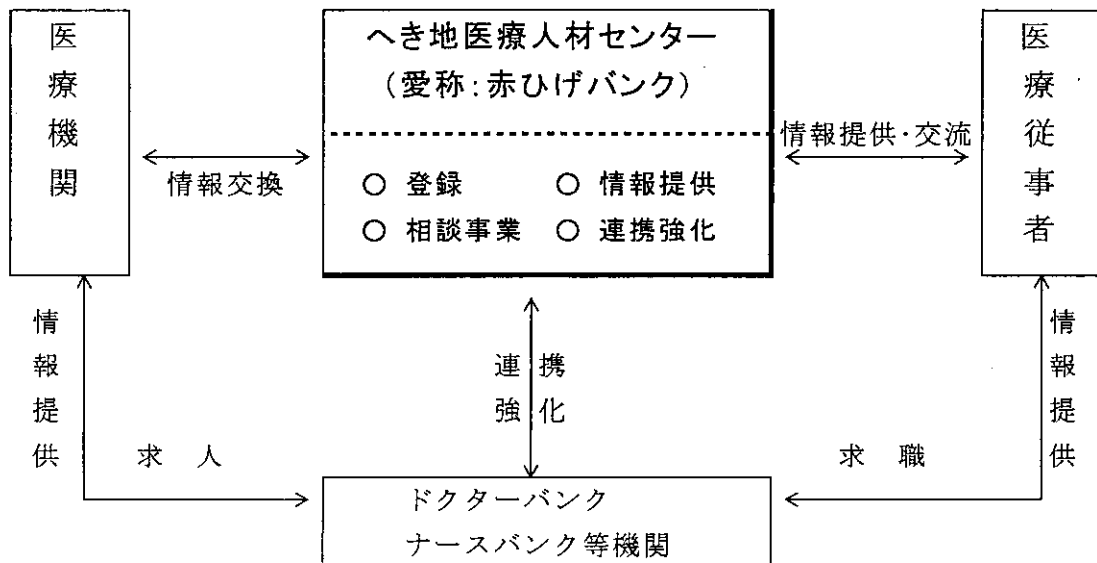 医療機関
へき地医療人材センター
(愛称:赤ひげバンク)
医療従事者
情報交換
情報提供・交流
○ 登録 ○ 情報提供
○ 相談事業 ○ 連携強化
情報提供
連携
強化
情報提供
求人
求職
ドクターバンク
ナースバンク等機関